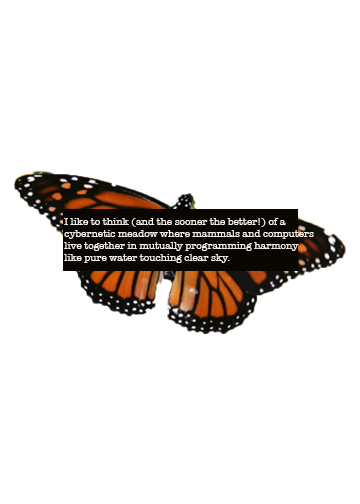 I like to think (and the sooner the better!) of a
cybernetic meadow where mammals and computers
live together in mutually programming harmony
like pure water touching clear sky.